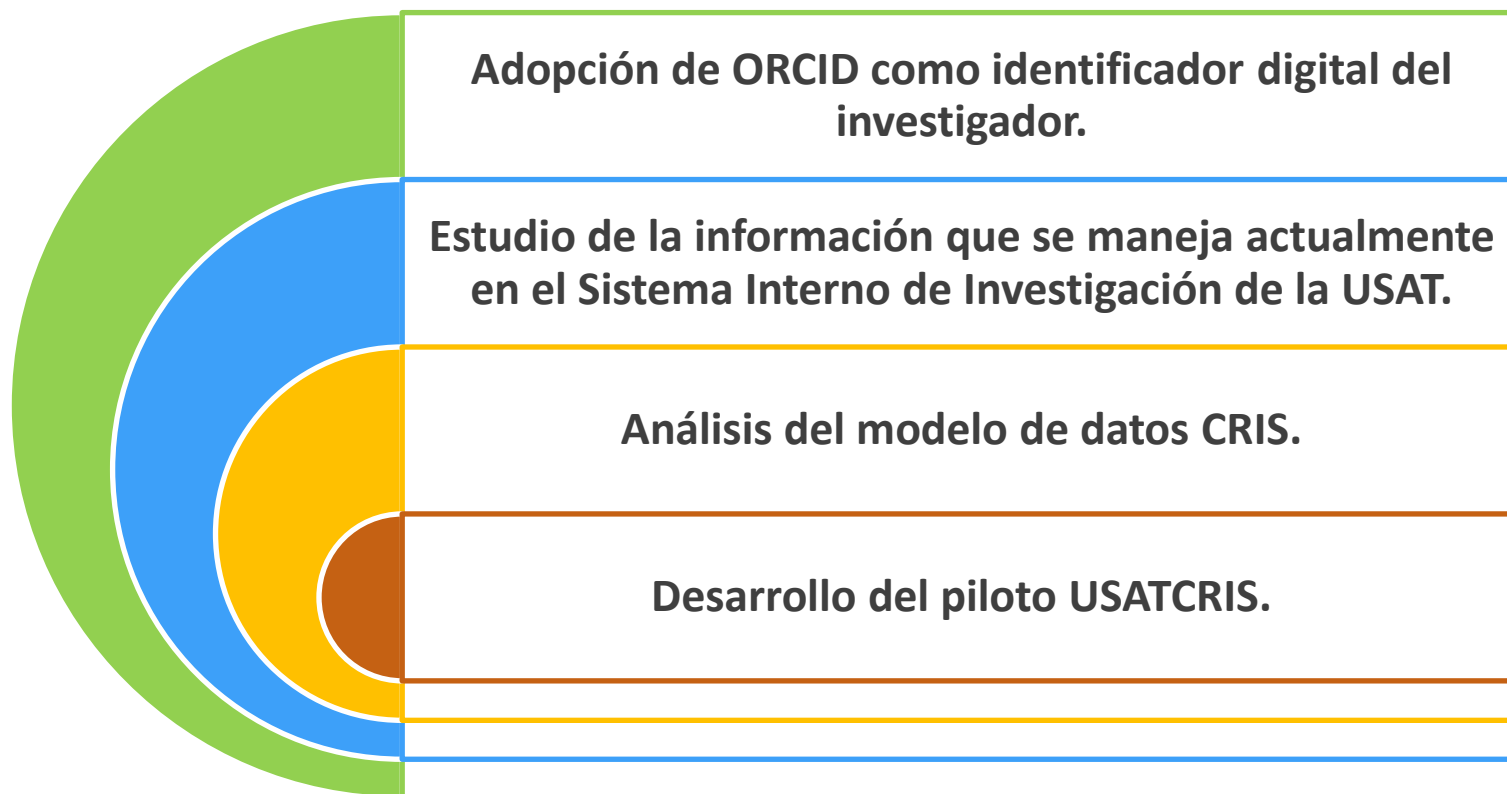 Adopción de ORCID como identificador digital del
investigador.
Estudio de la información que se maneja actualmente
en el Sistema Interno de Investigación de la USAT.
Análisis del modelo de datos CRIS.
Desarrollo del piloto USATCRIS.